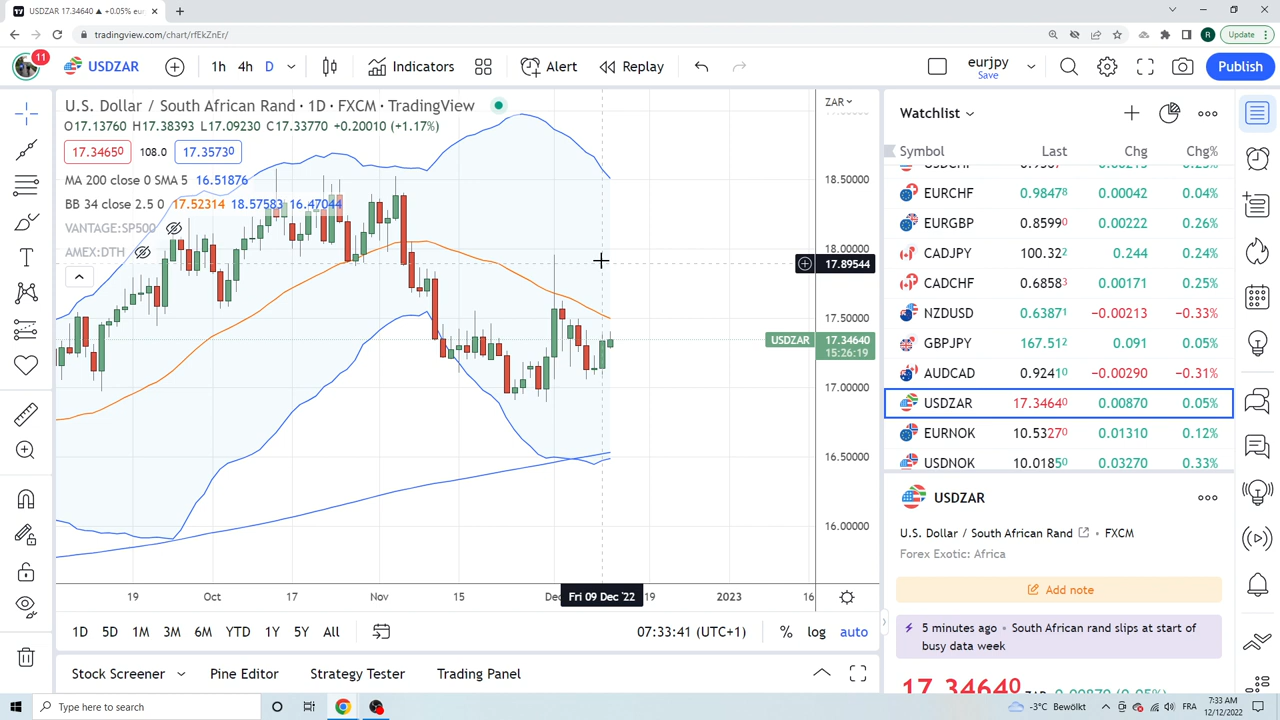 USDZAR 17.34640 ▲ +0.05% eur
tradingview.com/chart/rfEkZnEr/
R
Update
11
USDZAR
1h 4h D
Indicators
Alert
Replay
eurjpy
Save
Publish
U.S. Dollar / South African Rand · 1D · FXCM · TradingView
O17.13760 H17.38393 L17.09230 C17.33770 +0.20010 (+1.17%)
17.34650 108.0 17.35730
MA 200 close 0 SMA 5 16.51876
BB 34 close 2.5 0 17.52314 18.57583 16.47044
VANTAGE:SP500
AMEX:DTH
ZAR
18.50000
18.00000
17.89544
17.50000
USDZAR 17.34640
15:26:19
17.00000
16.50000
16.00000
19 Oct 17 Nov 15 Dec Fri 09 Dec '22 19 2023 16
1D 5D 1M 3M 6M YTD 1Y 5Y All
07:33:41 (UTC+1) % log auto
Stock Screener Pine Editor Strategy Tester Trading Panel
Watchlist
Symbol Last Chg Chg%
EURCHF 0.98478 0.00042 0.04%
EURGBP 0.85990 0.00222 0.26%
CADJPY 100.32 0.244 0.24%
CADCHF 0.68583 0.00171 0.25%
NZDUSD 0.63871 −0.00213 −0.33%
GBPJPY 167.512 0.091 0.05%
AUDCAD 0.92410 −0.00290 −0.31%
USDZAR 17.34640 0.00870 0.05%
EURNOK 10.53270 0.01310 0.12%
USDNOK 10.01850 0.03270 0.33%
USDZAR
U.S. Dollar / South African Rand • FXCM
Forex Exotic: Africa
Add note
5 minutes ago • South African rand slips at start of
busy data week
17.34640 ZAR 0.00870 (0.05%)
Type here to search
-3°C Bewölkt
FRA
7:33 AM
12/12/2022